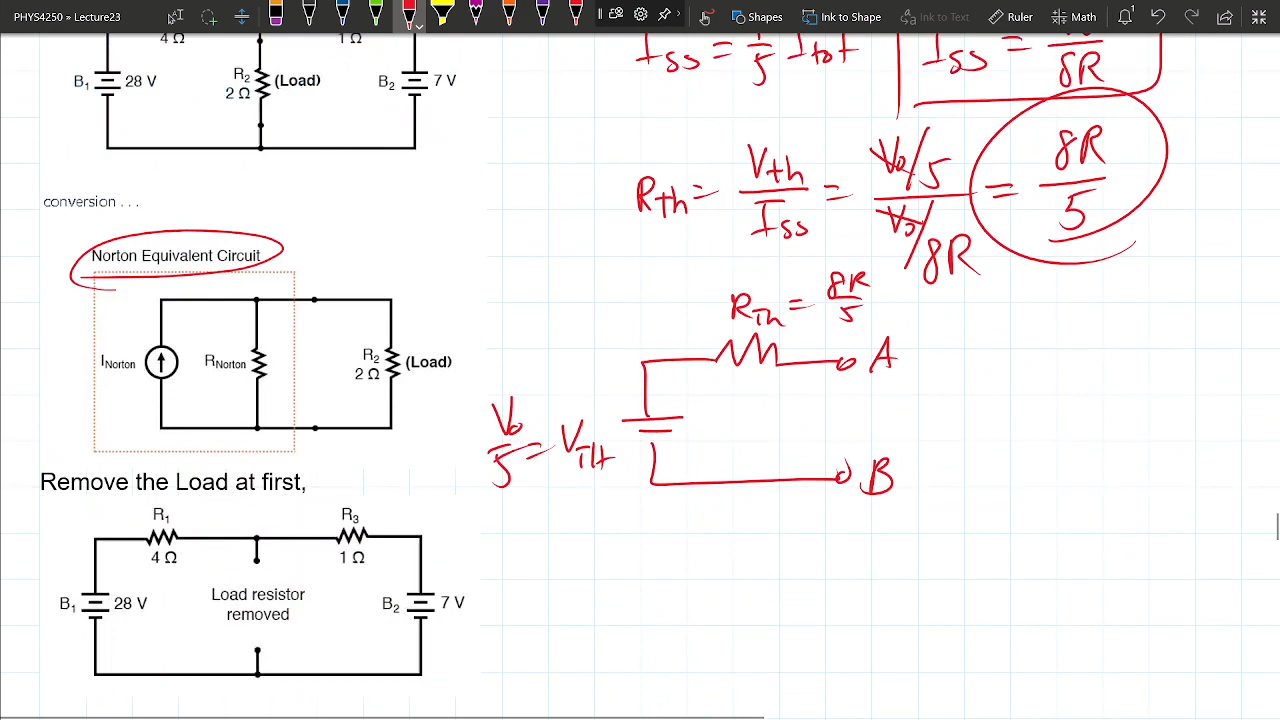 PHYS4250 » Lecture23
Shapes
Ink to Shape
Ink to Text
Ruler
Math
4 Ω
1 Ω
B1 28 V
R2
2 Ω
(Load)
B2 7 V
conversion . . .
Norton Equivalent Circuit
INorton
RNorton
R2
2 Ω
(Load)
Remove the Load at first,
R1
4 Ω
R3
1 Ω
B1 28 V
Load resistor
removed
B2 7 V
Iss = 1/5 Itot
Iss = /8R
Rth = Vth/Iss = (V0/5)/(V0/8R) = 8R/5
RTh = 8R/5
A
V0/5 = VTH
B